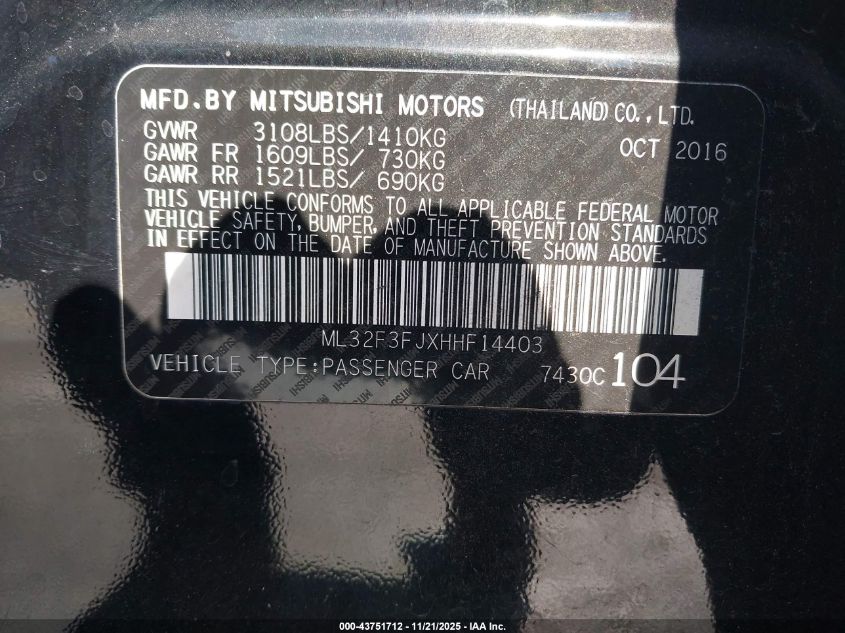 MFD.BY MITSUBISHI MOTORS (THAILAND) CO.,LTD.
GVWR 3108LBS/1410KG OCT 2016
GAWR FR 1609LBS/ 730KG
GAWR RR 1521LBS/ 690KG
THIS VEHICLE CONFORMS TO ALL APPLICABLE FEDERAL MOTOR
VEHICLE SAFETY, BUMPER, AND THEFT PREVENTION STANDARDS
IN EFFECT ON THE DATE OF MANUFACTURE SHOWN ABOVE.
ML32F3FJXHHF14403
VEHICLE TYPE:PASSENGER CAR 7430C 104
000-43751712 - 11/21/2025 - IAA Inc.